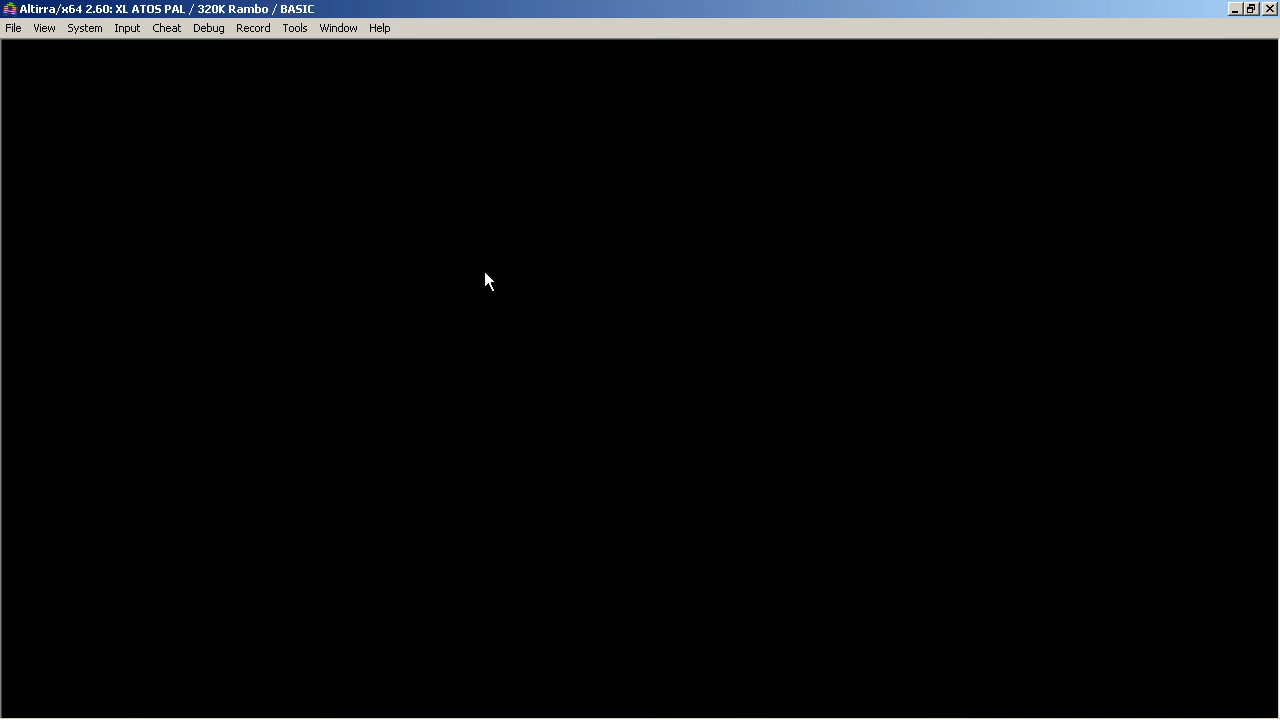 Altirra/x64 2.60: XL ATOS PAL / 320K Rambo / BASIC
File View System Input Cheat Debug Record Tools Window Help